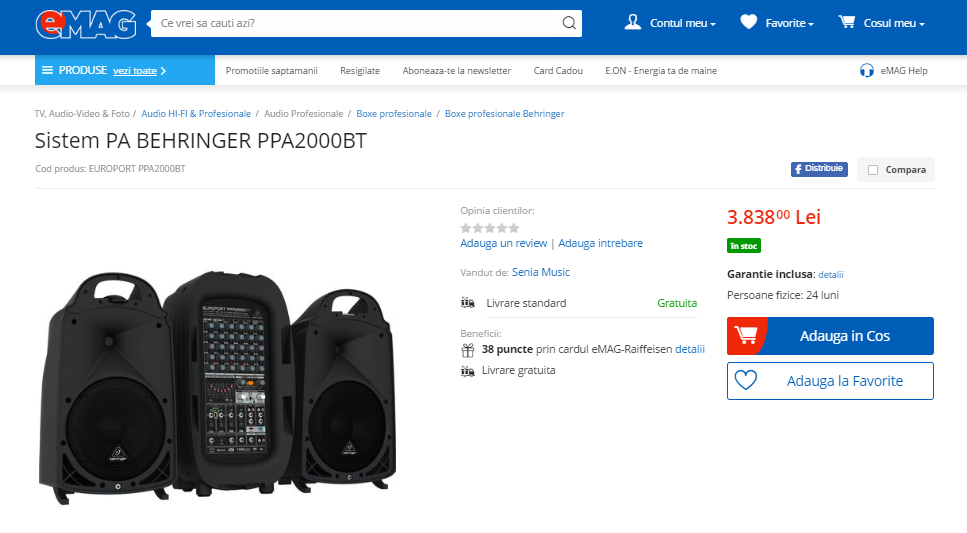 eMAG
Ce vrei sa cauti azi?
Contul meu
Favorite
Cosul meu
PRODUSE vezi toate
Promotiile saptamanii
Resigilate
Aboneaza-te la newsletter
Card Cadou
E.ON - Energia ta de maine
eMAG Help
TV, Audio-Video & Foto / Audio HI-FI & Profesionale / Audio Profesionale / Boxe profesionale / Boxe profesionale Behringer
Sistem PA BEHRINGER PPA2000BT
Cod produs: EUROPORT PPA2000BT
f Distribuie
Compara
Opinia clientilor:
Adauga un review | Adauga intrebare
Vandut de: Senia Music
Livrare standard Gratuita
Beneficii:
38 puncte prin cardul eMAG-Raiffeisen detalii
Livrare gratuita
3.838⁰⁰ Lei
în stoc
Garantie inclusa: detalii
Persoane fizice: 24 luni
Adauga in Cos
Adauga la Favorite
EUROPORT PPA2000BT
behringer
behringer